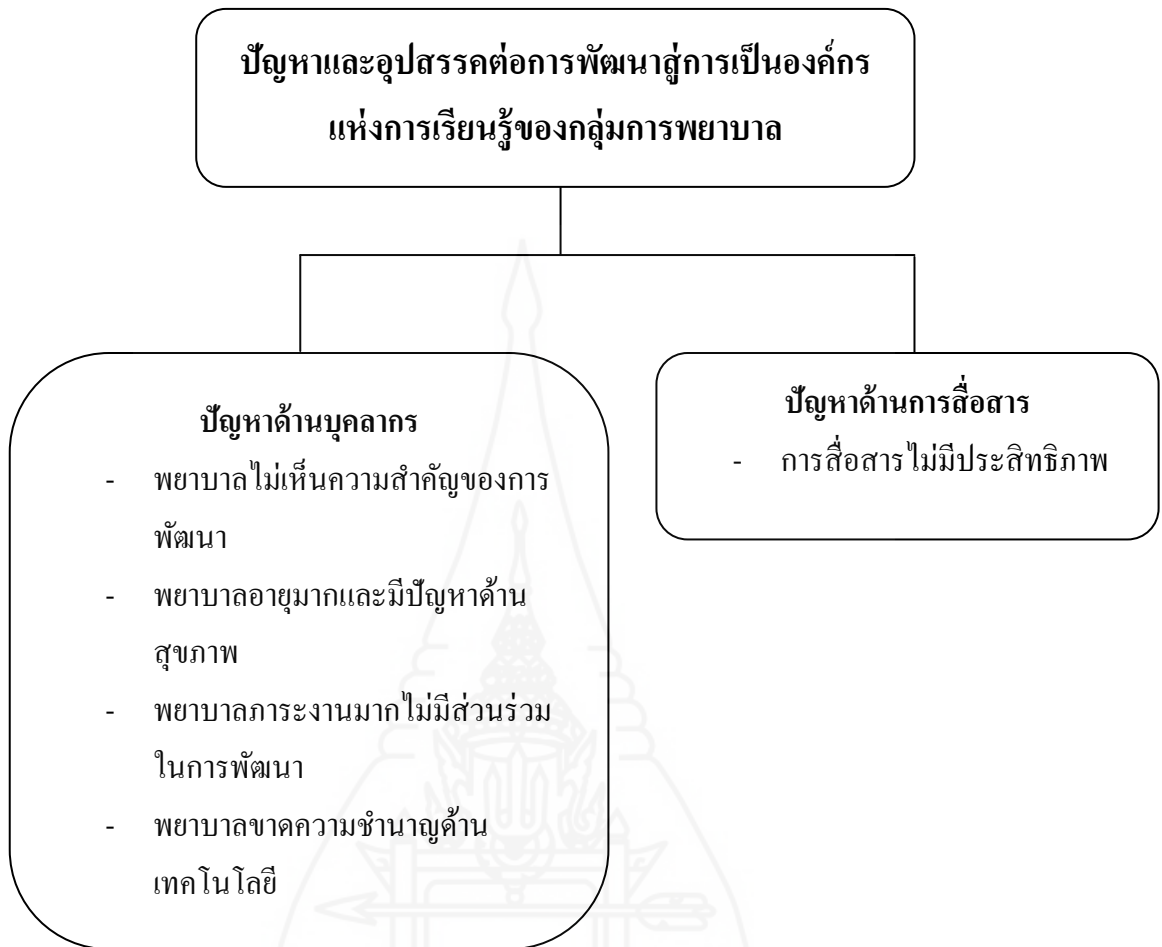 ปัญหาและอุปสรรคต่อการพัฒนาสู่การเป็นองค์กร
แห่งการเรียนรู้ของกลุ่มการพยาบาล
ปัญหาด้านบุคลากร
- พยาบาลไม่เห็นความสำคัญของการ
พัฒนา
- พยาบาลอายุมากและมีปัญหาด้าน
สุขภาพ
- พยาบาลภาระงานมากไม่มีส่วนร่วม
ในการพัฒนา
- พยาบาลขาดความชำนาญด้าน
เทคโนโลยี
ปัญหาด้านการสื่อสาร
- การสื่อสารไม่มีประสิทธิภาพ